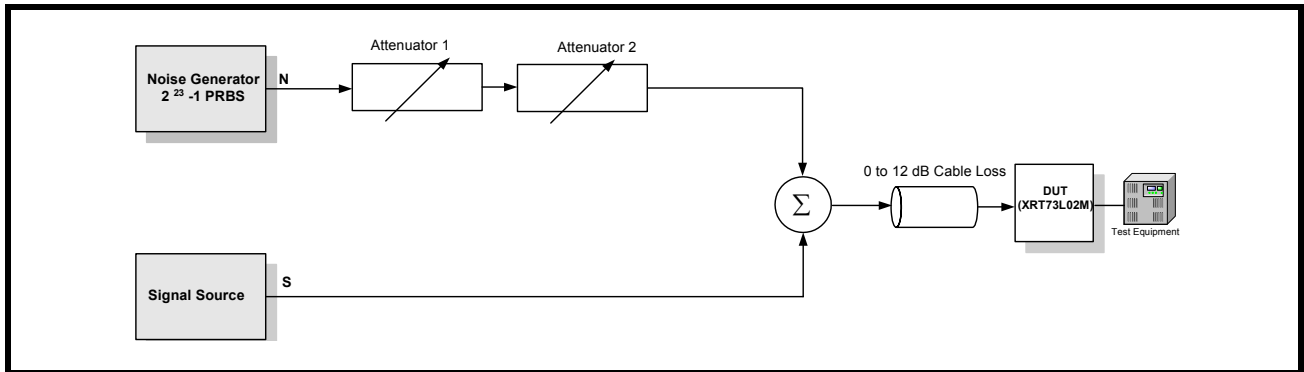 Attenuator 1
Attenuator 2
Noise Generator
2 23 -1 PRBS
N
0 to 12 dB Cable Loss
Σ
DUT
(XRT73L02M)
Test Equipment
Signal Source
S